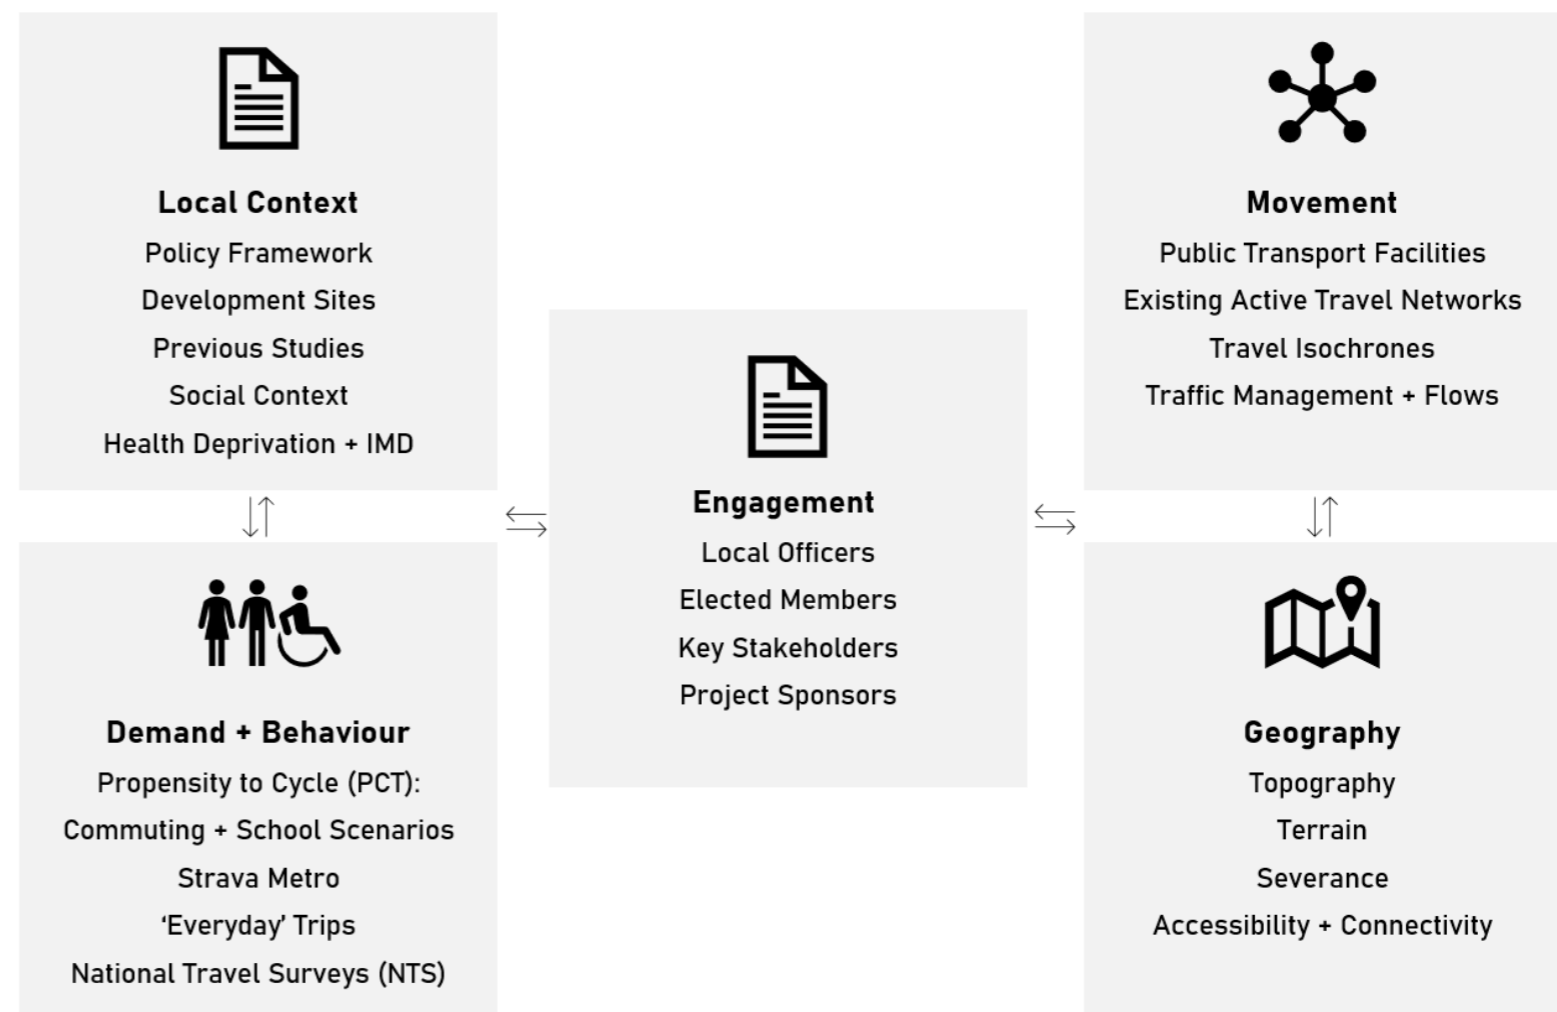 Local Context
Policy Framework
Development Sites
Previous Studies
Social Context
Health Deprivation + IMD
Demand + Behaviour
Propensity to Cycle (PCT):
Commuting + School Scenarios
Strava Metro
‘Everyday’ Trips
National Travel Surveys (NTS)
Engagement
Local Officers
Elected Members
Key Stakeholders
Project Sponsors
Movement
Public Transport Facilities
Existing Active Travel Networks
Travel Isochrones
Traffic Management + Flows
Geography
Topography
Terrain
Severance
Accessibility + Connectivity